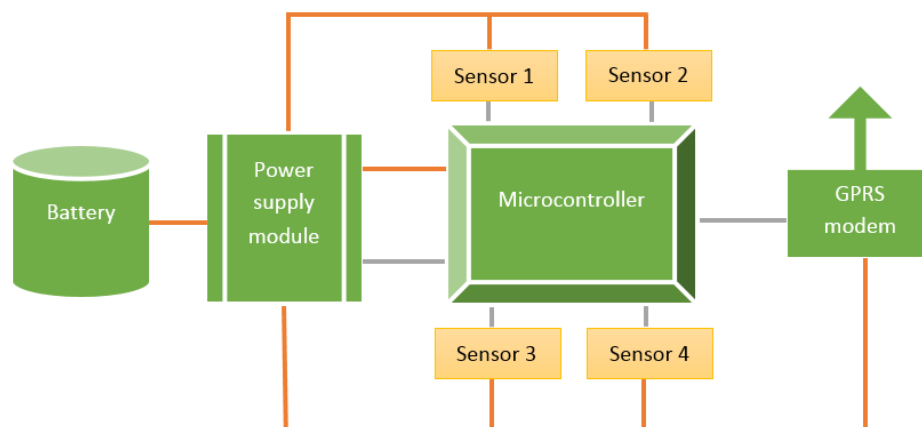 Sensor 1
Sensor 2
Battery
Power
supply
module
Microcontroller
GPRS
modem
Sensor 3
Sensor 4